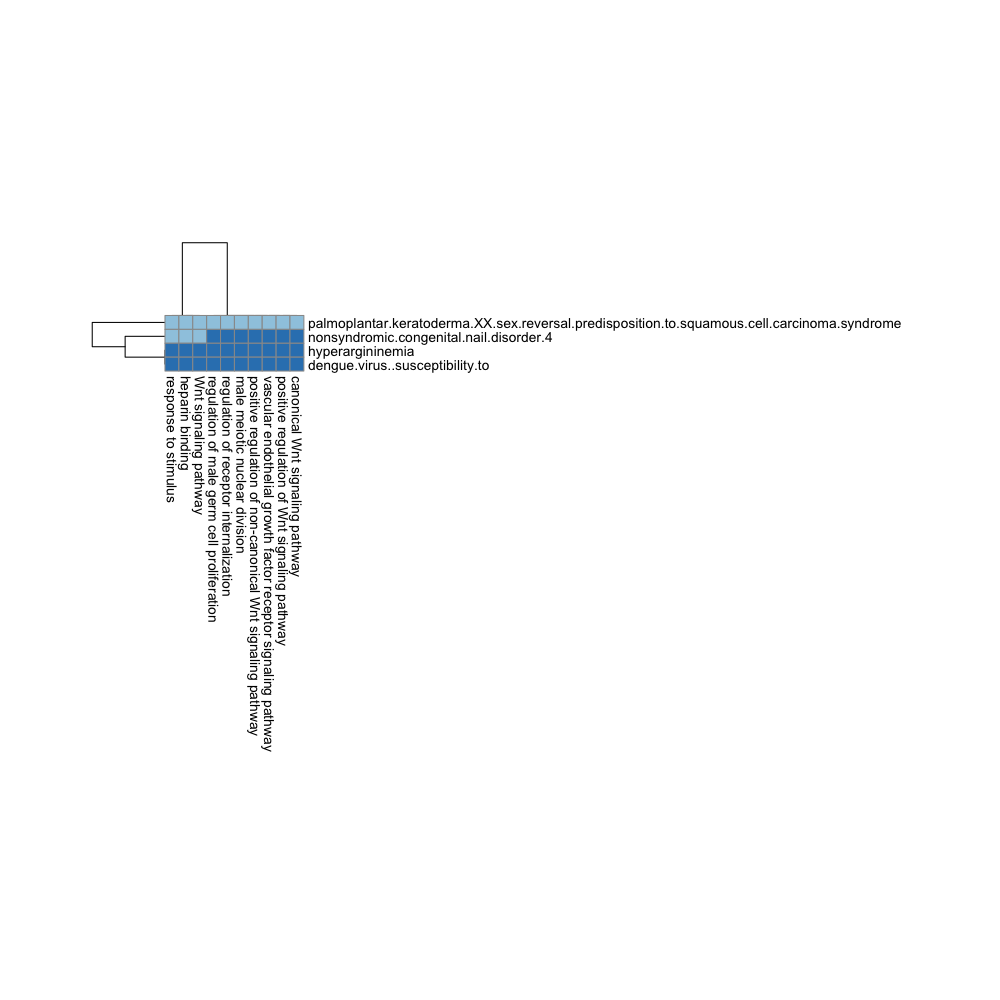 palmoplantar.keratoderma.XX.sex.reversal.predisposition.to.squamous.cell.carcinoma.syndrome
nonsyndromic.congenital.nail.disorder.4
hyperargininemia
dengue.virus..susceptibility.to
response to stimulus
heparin binding
Wnt signaling pathway
regulation of male germ cell proliferation
regulation of receptor internalization
male meiotic nuclear division
positive regulation of non-canonical Wnt signaling pathway
vascular endothelial growth factor receptor signaling pathway
positive regulation of Wnt signaling pathway
canonical Wnt signaling pathway